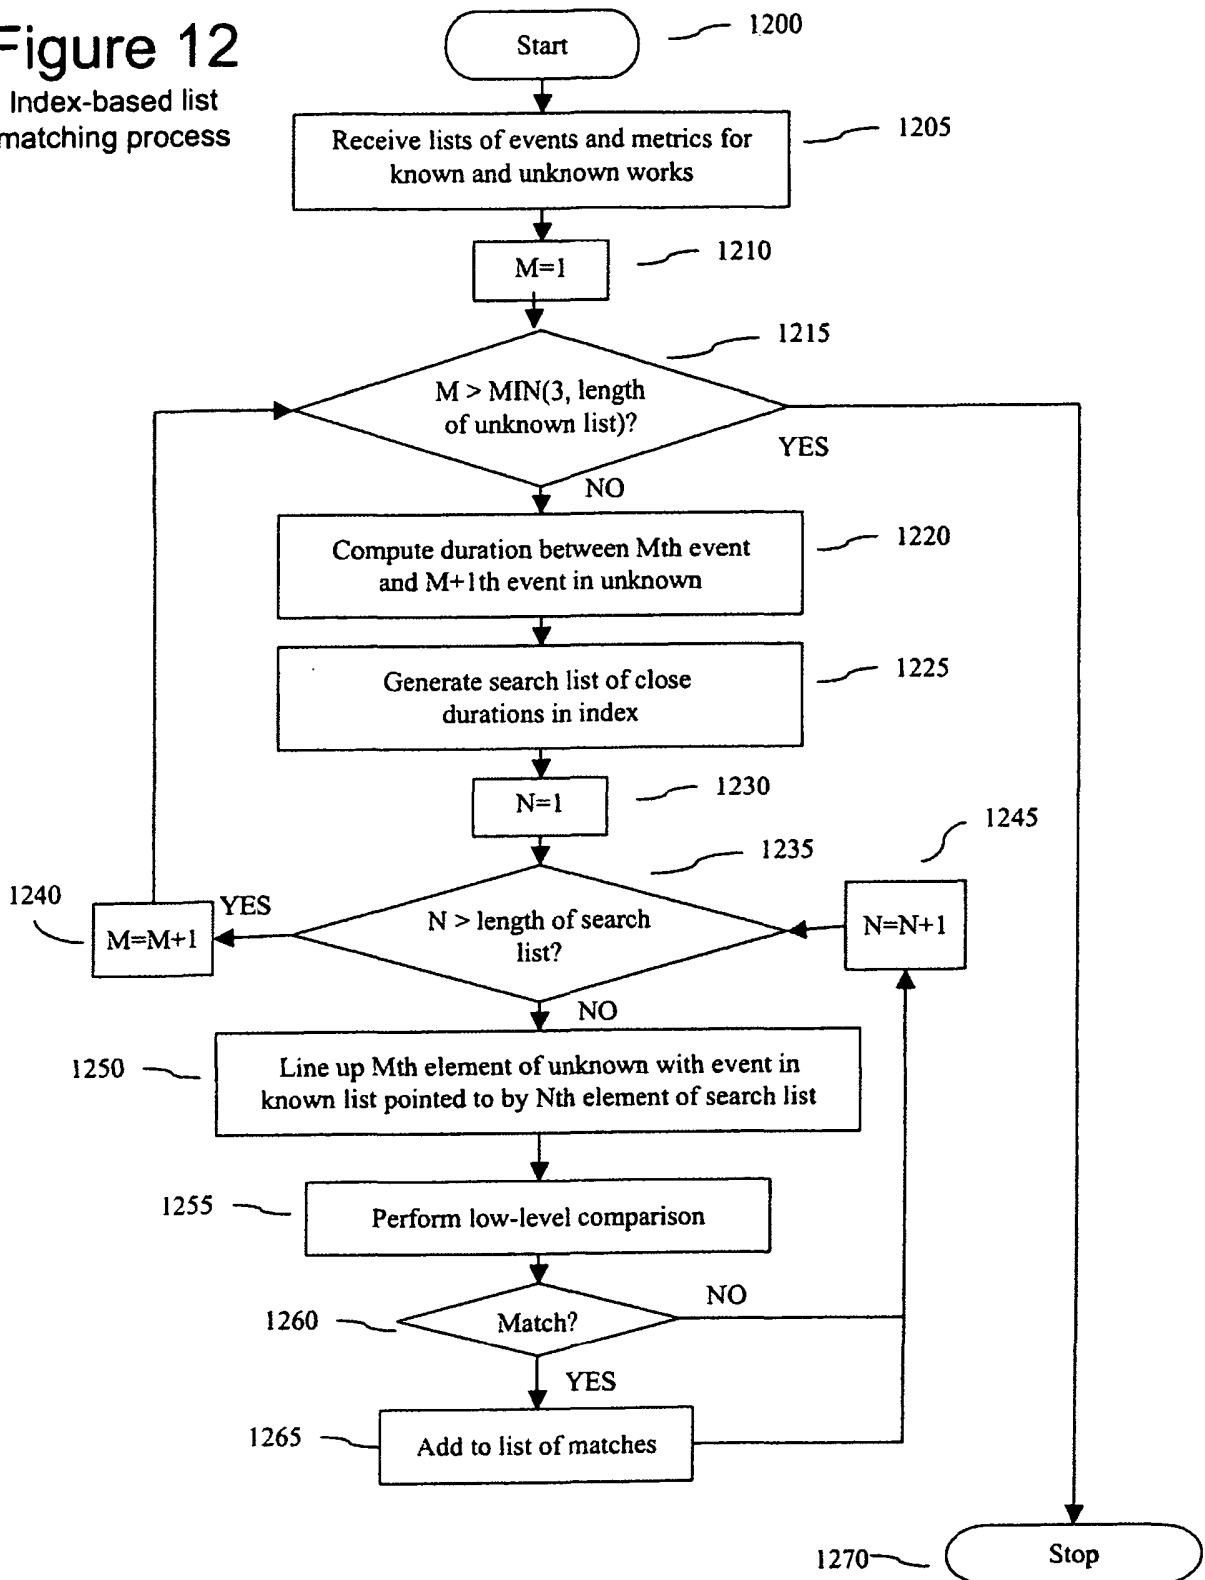 Figure 12
Index-based list
matching process
Start
1200
Receive lists of events and metrics for
known and unknown works
1205
M=1
1210
1215
M > MIN(3, length
of unknown list)?
YES
NO
Compute duration between Mth event
and M+1th event in unknown
1220
Generate search list of close
durations in index
1225
N=1
1230
1235
1245
1240
YES
M=M+1
N > length of search
list?
N=N+1
NO
1250
Line up Mth element of unknown with event in
known list pointed to by Nth element of search list
1255
Perform low-level comparison
1260
Match?
NO
YES
1265
Add to list of matches
1270
Stop